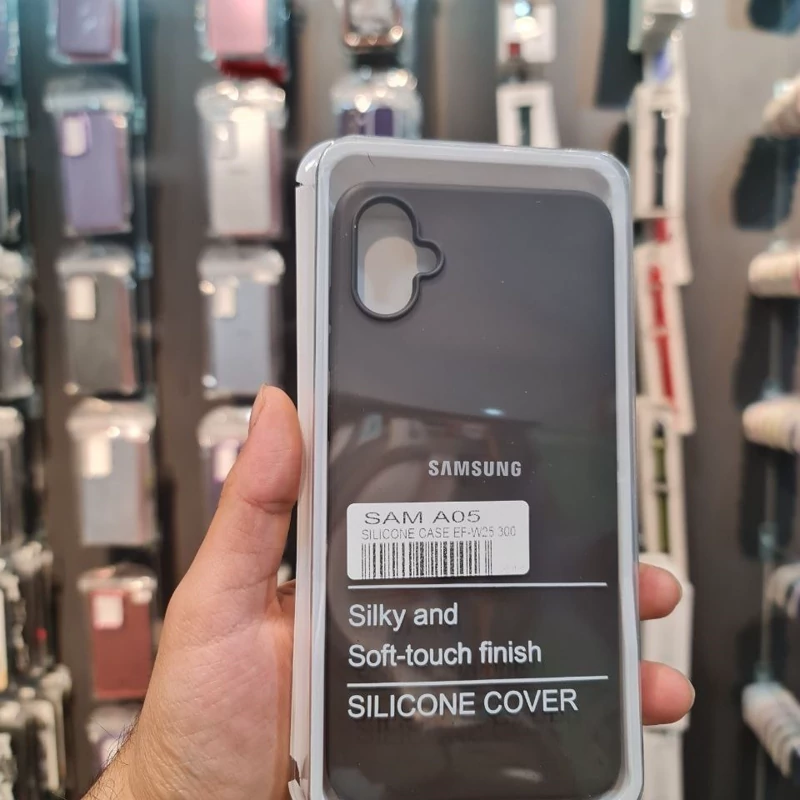 SAMSUNG
SAM A05
SILICONE CASE EF-W25 300
Silky and
Soft-touch finish
SILICONE COVER